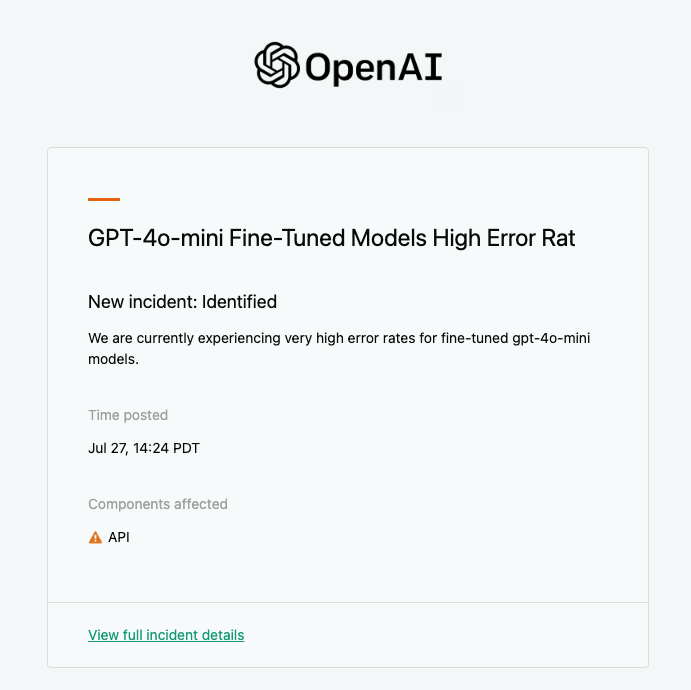 OpenAI
GPT-4o-mini Fine-Tuned Models High Error Rat
New incident: Identified
We are currently experiencing very high error rates for fine-tuned gpt-4o-mini
models.
Time posted
Jul 27, 14:24 PDT
Components affected
API
View full incident details